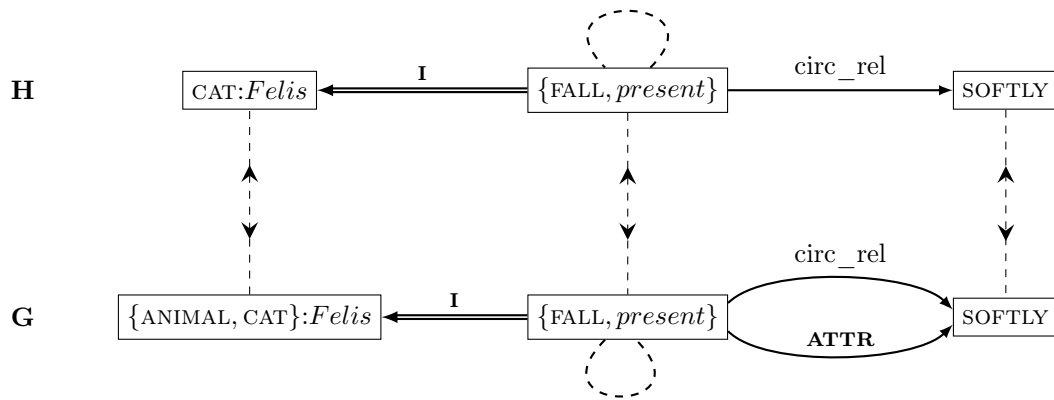 circ_rel
I
H CAT:Felis {FALL, present} SOFTLY
circ_rel
I
G {ANIMAL, CAT}:Felis {FALL, present} SOFTLY
ATTR